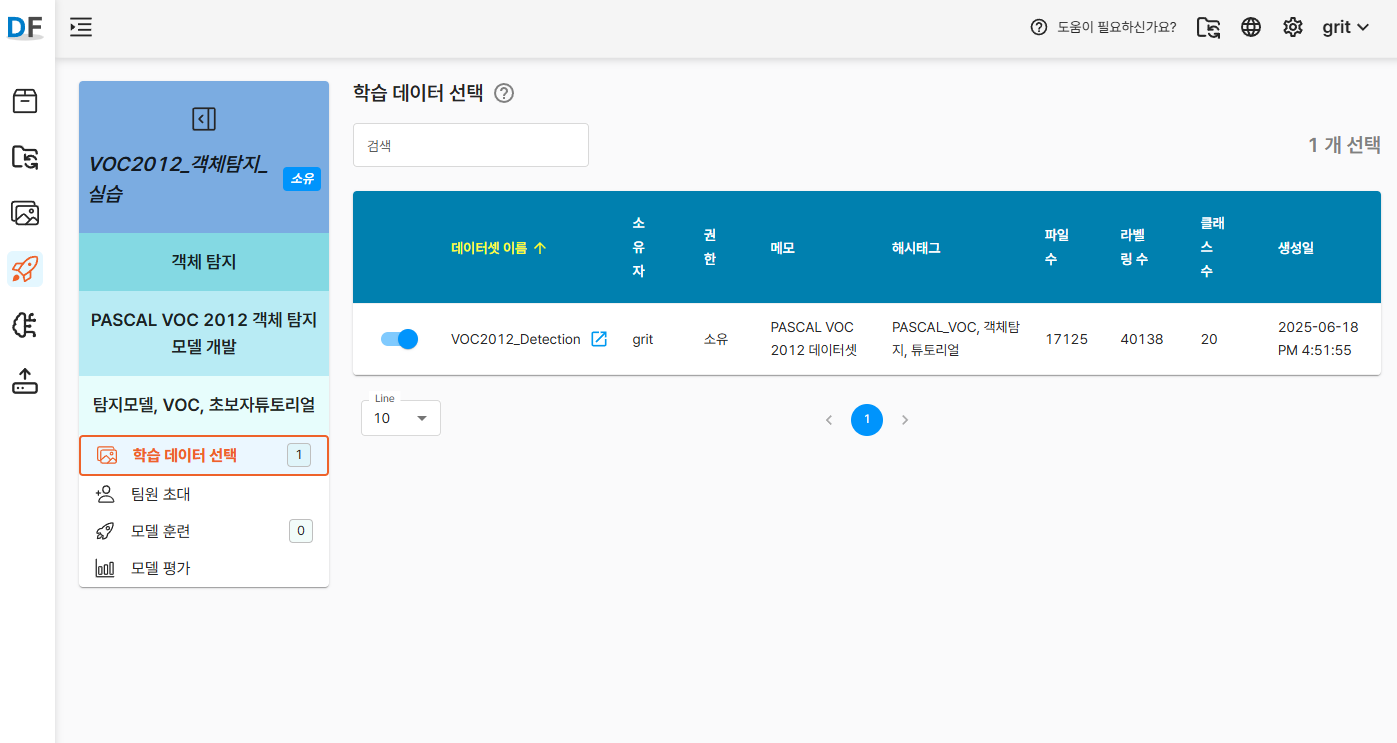 DF
도움이 필요하신가요?
grit
VOC2012_객체탐지_
실습
소유
객체 탐지
PASCAL VOC 2012 객체 탐지
모델 개발
탐지모델, VOC, 초보자튜토리얼
학습 데이터 선택
1
팀원 초대
모델 훈련
0
모델 평가
학습 데이터 선택
검색
1 개 선택
데이터셋 이름
소
유
자
권
한
메모
해시태그
파일
수
라벨
링 수
클래
스
수
생성일
VOC2012_Detection
grit
소유
PASCAL VOC
2012 데이터셋
PASCAL_VOC, 객체탐
지, 튜토리얼
17125
40138
20
2025-06-18
PM 4:51:55
Line
10
1